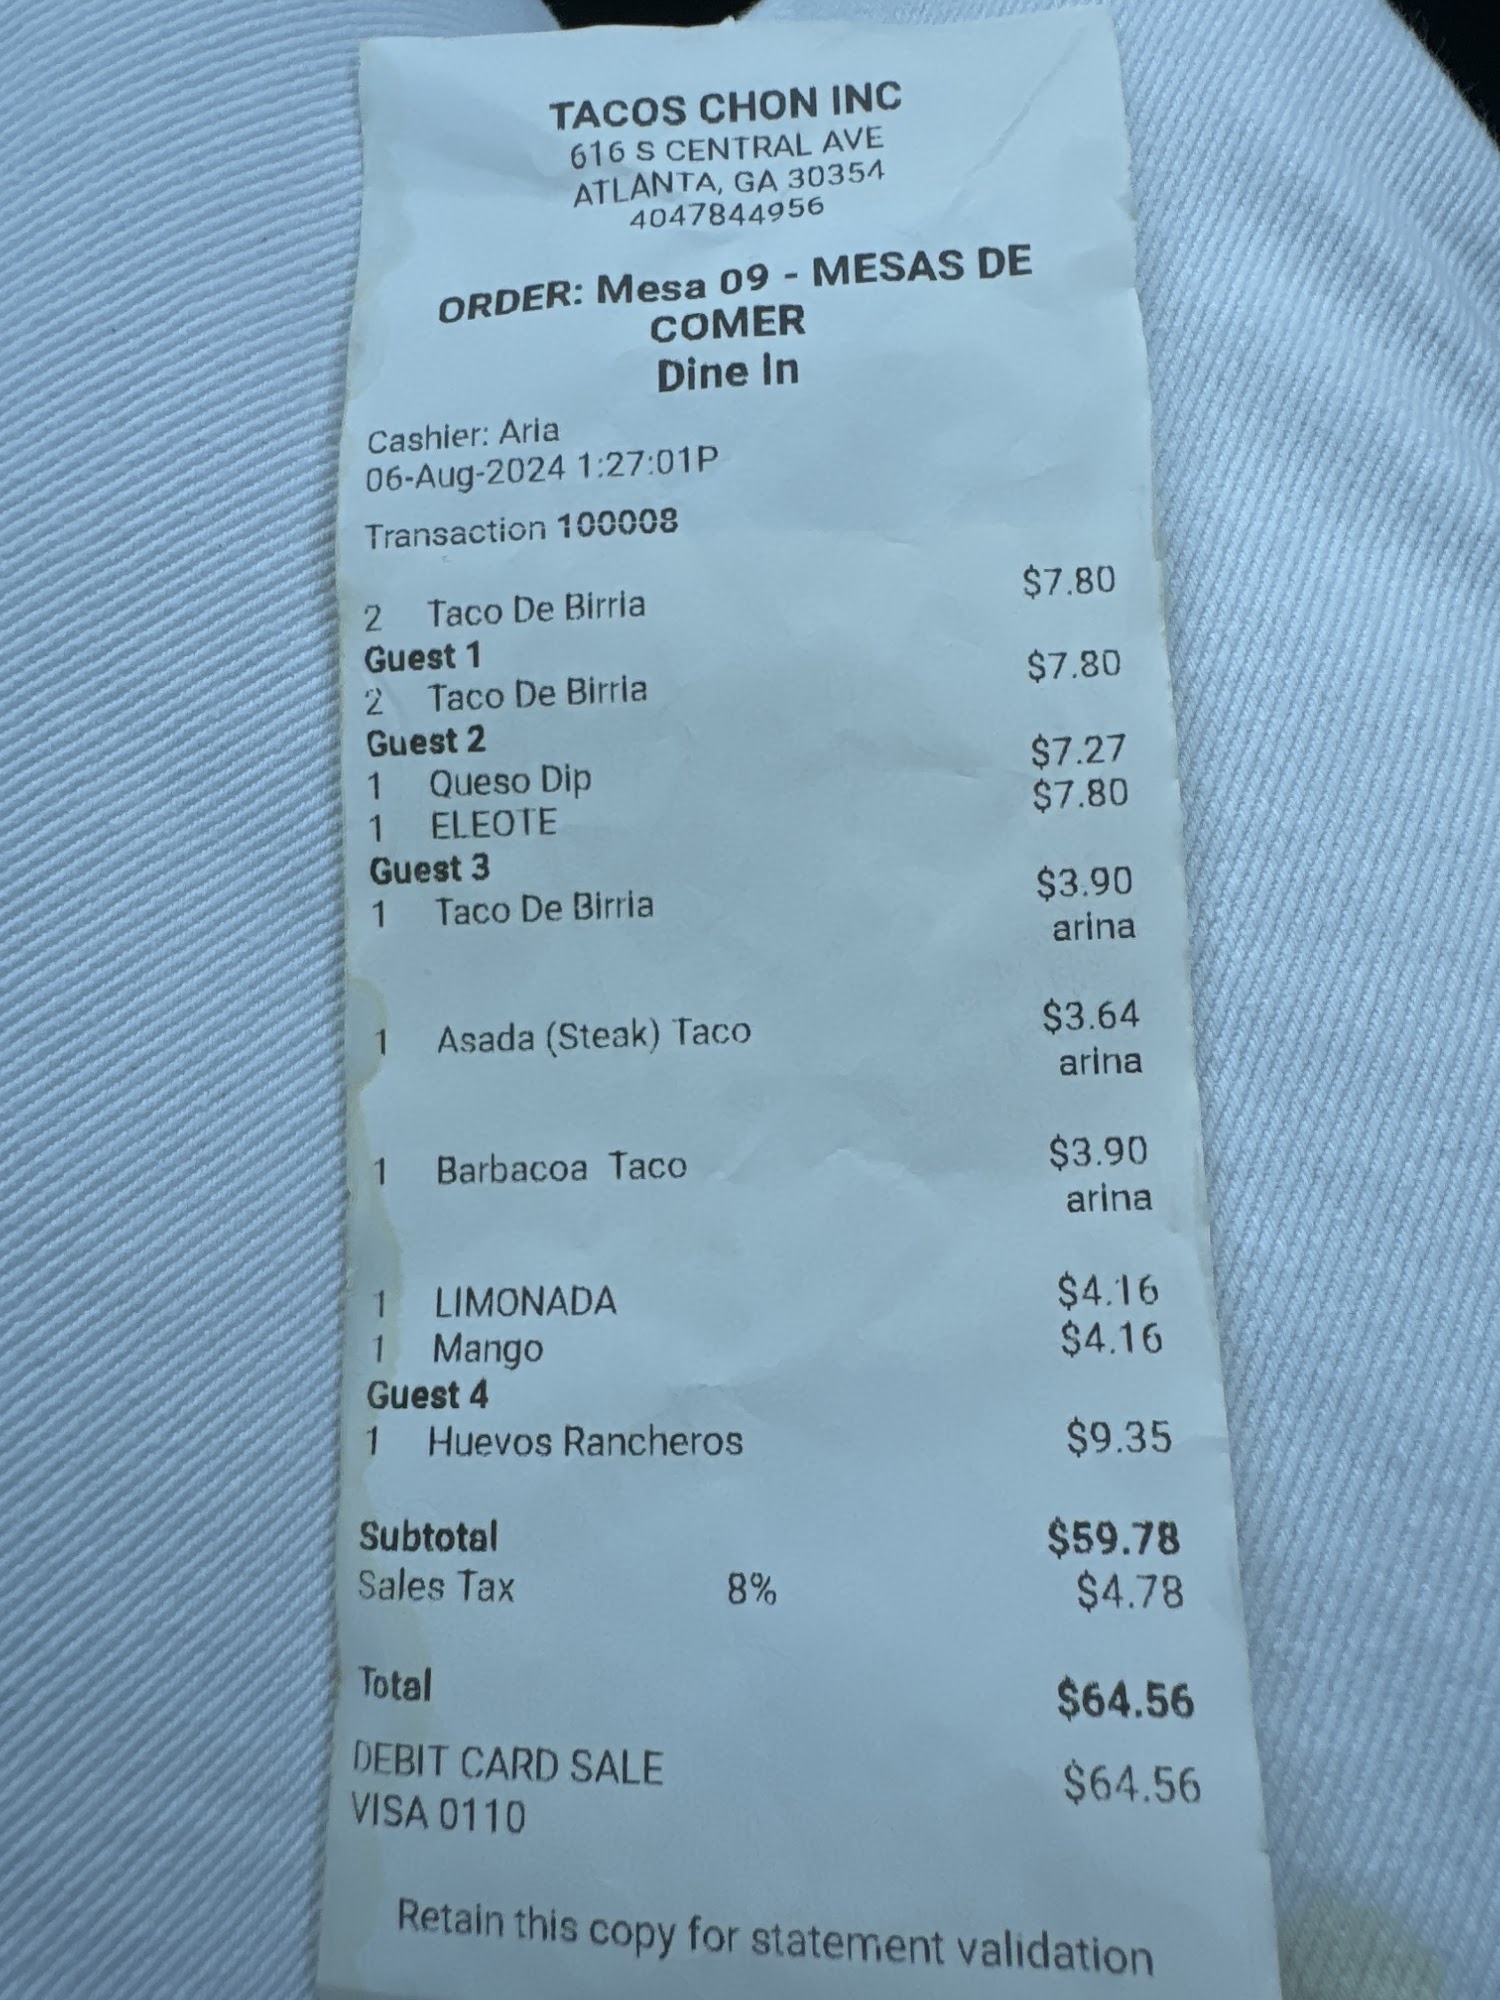 TACOS CHON INC
616 S CENTRAL AVE
ATLANTA, GA 30354
4047844956
ORDER: Mesa 09 - MESAS DE
COMER
Dine In
Cashier: Aria
06-Aug-2024 1:27:01P
Transaction 100008
2 Taco De Birria $7.80
Guest 1
2 Taco De Birria $7.80
Guest 2
1 Queso Dip $7.27
1 ELEOTE $7.80
Guest 3
1 Taco De Birria $3.90
arina
1 Asada (Steak) Taco $3.64
arina
1 Barbacoa Taco $3.90
arina
1 LIMONADA $4.16
1 Mango $4.16
Guest 4
1 Huevos Rancheros $9.35
Subtotal $59.78
Sales Tax 8% $4.78
Total $64.56
DEBIT CARD SALE $64.56
VISA 0110
Retain this copy for statement validation